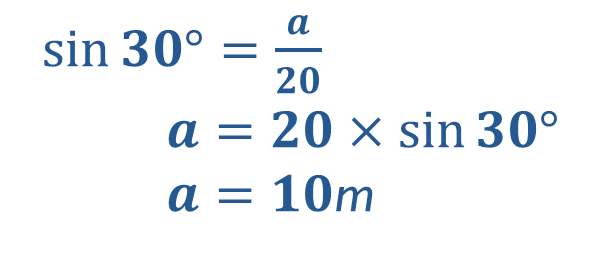 sin 30° = a/20
a = 20 × sin 30°
a = 10m